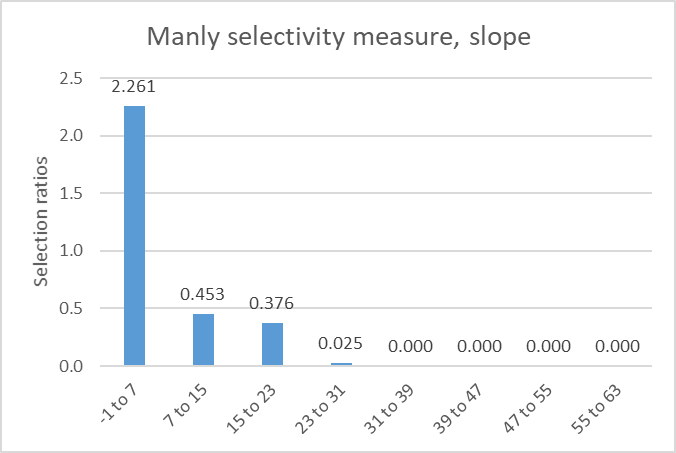 Manly selectivity measure, slope
Selection ratios
2.5
2.0
1.5
1.0
0.5
0.0
2.261
0.453
0.376
0.025
0.000
0.000
0.000
0.000
-1 to 7
7 to 15
15 to 23
23 to 31
31 to 39
39 to 47
47 to 55
55 to 63